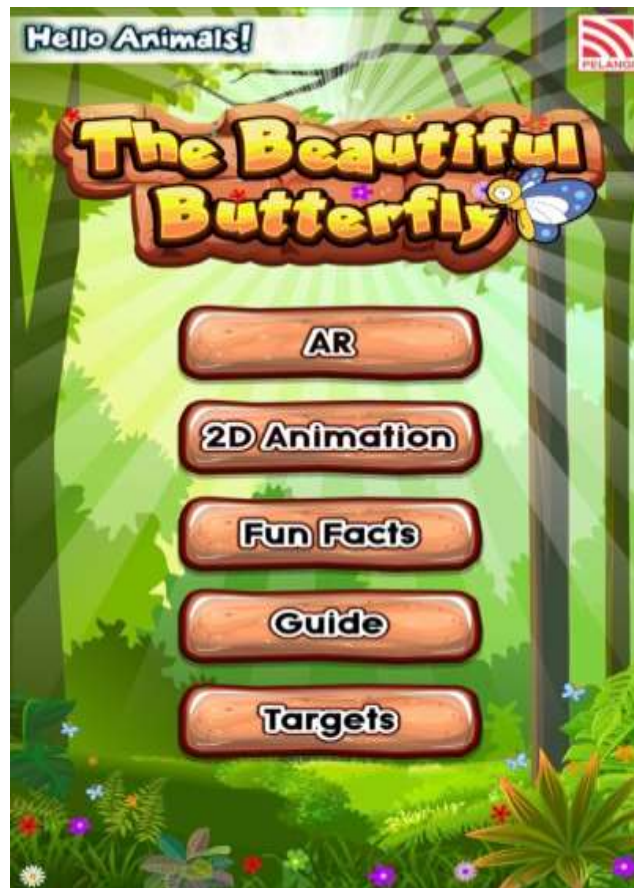 Hello Animals!
PELANGI
The Beautiful
Butterfly
AR
2D Animation
Fun Facts
Guide
Targets